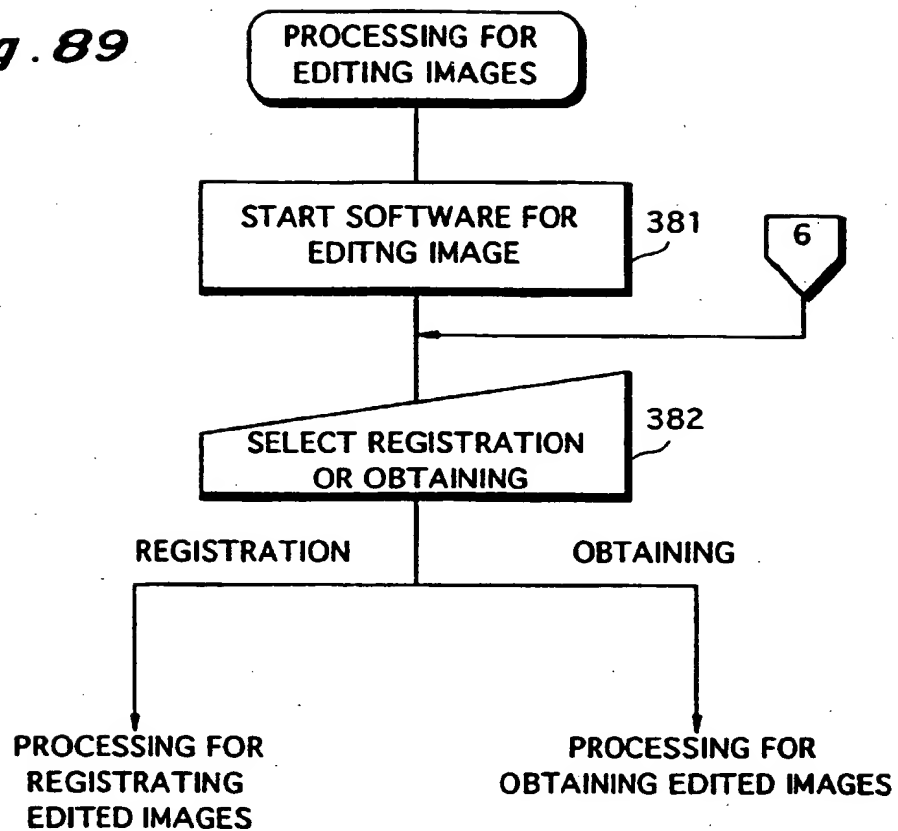 g. 89
PROCESSING FOR
EDITING IMAGES
START SOFTWARE FOR
EDITNG IMAGE
381
6
SELECT REGISTRATION
OR OBTAINING
382
REGISTRATION
OBTAINING
PROCESSING FOR
REGISTRATING
EDITED IMAGES
PROCESSING FOR
OBTAINING EDITED IMAGES